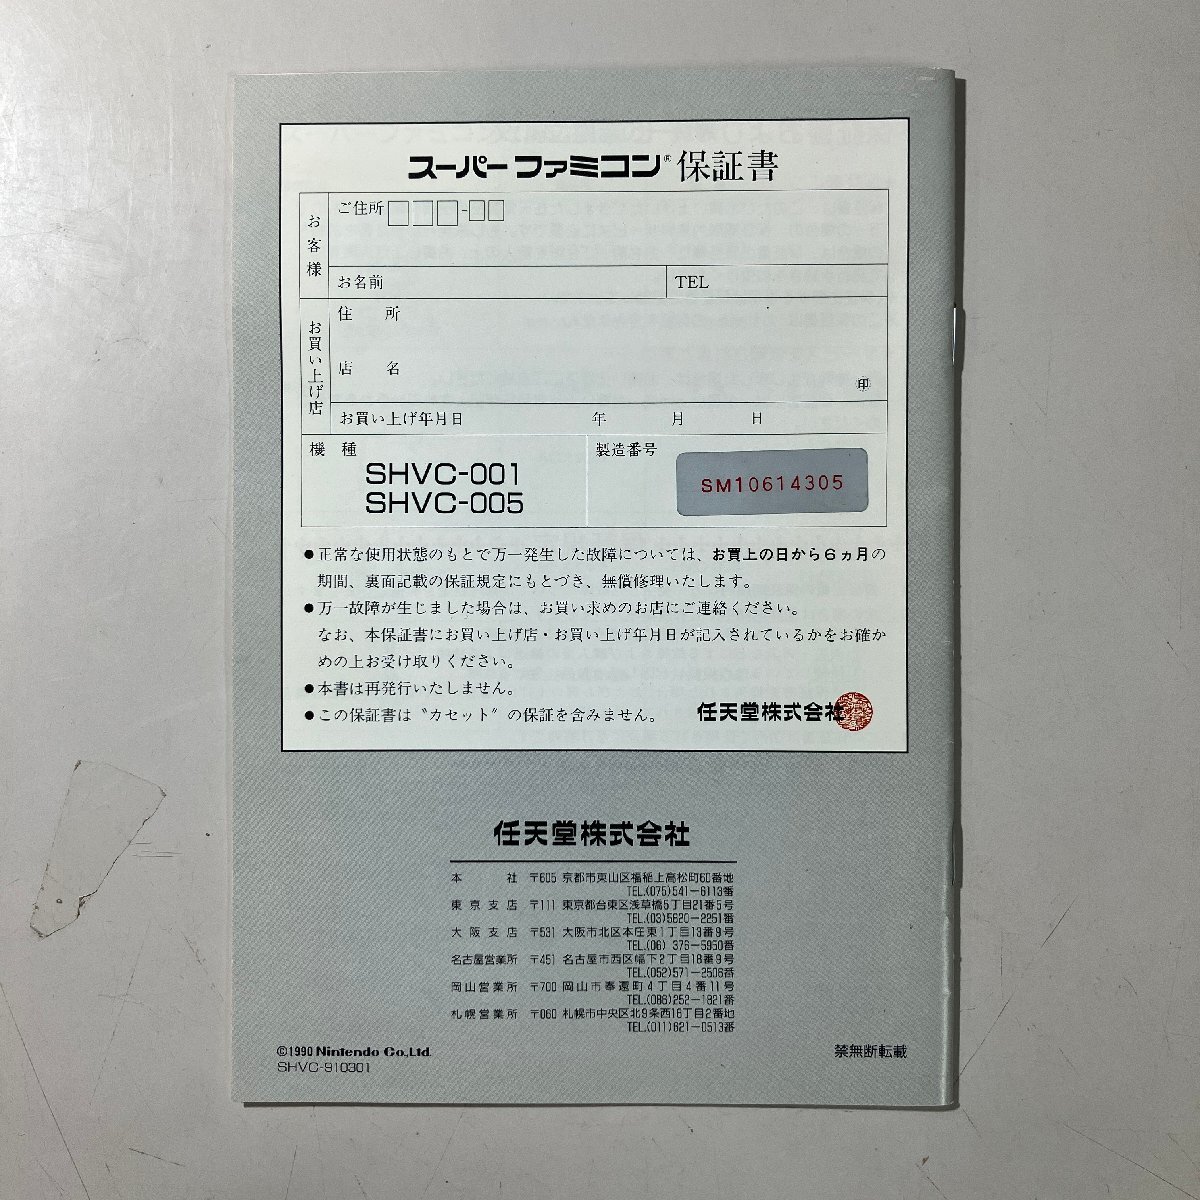 スーパーファミコン® 保証書
お客様
ご住所 □□□-□□
お名前
TEL
お買い上げ店
住 所
店 名
印
お買い上げ年月日 年 月 日
機 種
SHVC-001
SHVC-005
製造番号
SM10614305
●正常な使用状態のもとで万一発生した故障については、お買上の日から6ヵ月の
期間、裏面記載の保証規定にもとづき、無償修理いたします。
●万一故障が生じました場合は、お買い求めのお店にご連絡ください。
なお、本保証書にお買い上げ店・お買い上げ年月日が記入されているかをお確か
めの上お受け取りください。
●本書は再発行いたしません。
●この保証書は〝カセット〟の保証を含みません。
任天堂株式会社
任天堂株式会社
本 社 〒605 京都市東山区福稲上高松町60番地
TEL.(075)541-6113番
東京支店 〒111 東京都台東区浅草橋5丁目21番5号
TEL.(03)5820-2251番
大阪支店 〒531 大阪市北区本庄東1丁目13番9号
TEL.(06) 376-5950番
名古屋営業所 〒451 名古屋市西区幅下2丁目18番9号
TEL.(052)571-2506番
岡山営業所 〒700 岡山市奉還町4丁目4番11号
TEL.(086)252-1821番
札幌営業所 〒060 札幌市中央区北9条西18丁目2番地
TEL.(011)621-0513番
©1990 Nintendo Co.,Ltd.
SHVC-910301
禁無断転載